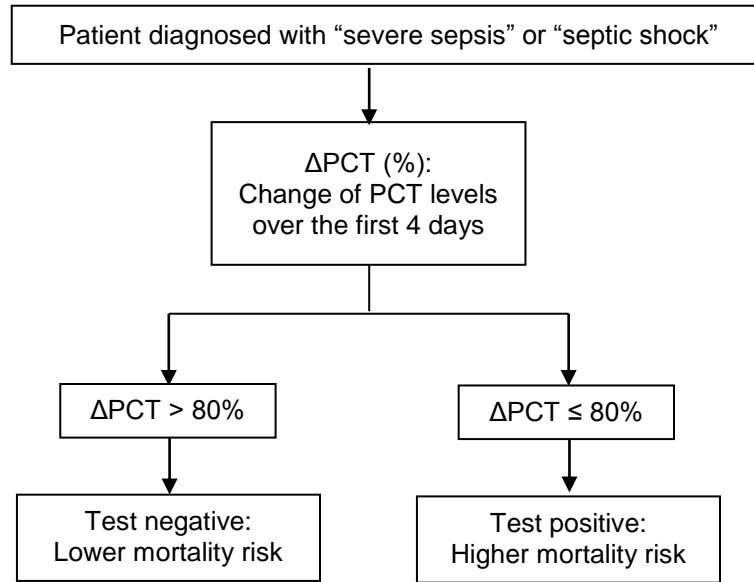 Patient diagnosed with “severe sepsis” or “septic shock”
ΔPCT (%):
Change of PCT levels
over the first 4 days
ΔPCT > 80%
ΔPCT ≤ 80%
Test negative:
Lower mortality risk
Test positive:
Higher mortality risk